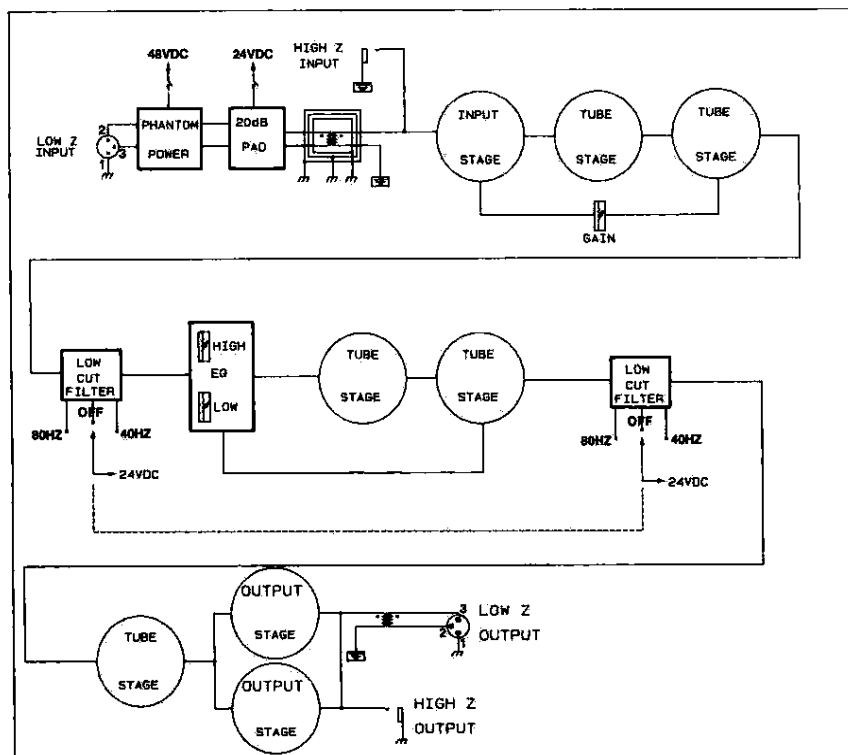 48VDC
24VDC
HIGH Z
INPUT
LOW Z
INPUT
2
3
1
PHANTOM
POWER
20dB
PAD
INPUT
STAGE
TUBE
STAGE
TUBE
STAGE
GAIN
LOW
CUT
FILTER
OFF
80HZ
40HZ
24VDC
HIGH
EQ
LOW
TUBE
STAGE
TUBE
STAGE
LOW
CUT
FILTER
OFF
80HZ
40HZ
24VDC
TUBE
STAGE
OUTPUT
STAGE
OUTPUT
STAGE
3
2
1
LOW Z
OUTPUT
HIGH Z
OUTPUT